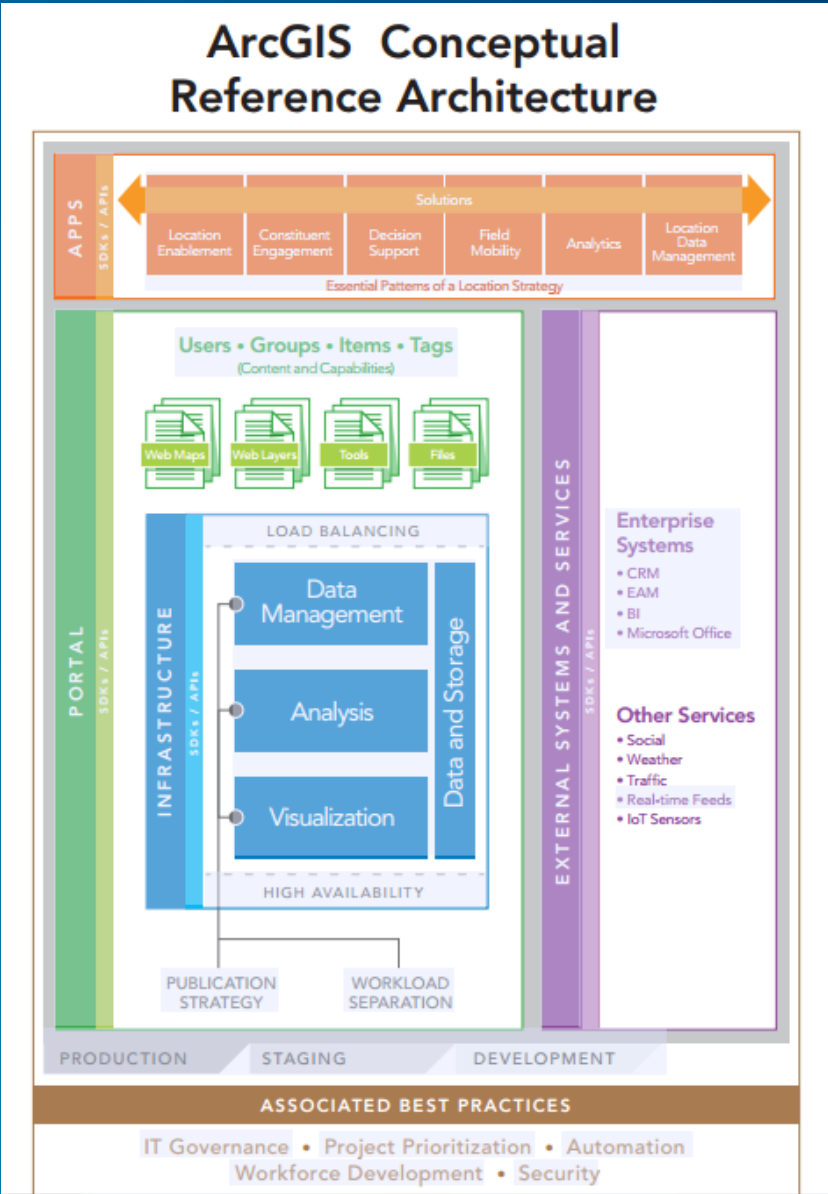 ArcGIS Conceptual
Reference Architecture
APPS
SDKs / APIs
Solutions
Location
Enablement
Constituent
Engagement
Decision
Support
Field
Mobility
Analytics
Location
Data
Management
Essential Patterns of a Location Strategy
PORTAL
SDKs / APIs
Users • Groups • Items • Tags
(Content and Capabilities)
Web Maps
Web Layers
Tools
Files
INFRASTRUCTURE
SDKs / APIs
LOAD BALANCING
Data
Management
Analysis
Visualization
Data and Storage
HIGH AVAILABILITY
PUBLICATION
STRATEGY
WORKLOAD
SEPARATION
EXTERNAL SYSTEMS AND SERVICES
SDKs / APIs
Enterprise
Systems
• CRM
• EAM
• BI
• Microsoft Office
Other Services
• Social
• Weather
• Traffic
• Real-time Feeds
• IoT Sensors
PRODUCTION
STAGING
DEVELOPMENT
ASSOCIATED BEST PRACTICES
IT Governance • Project Prioritization • Automation
Workforce Development • Security